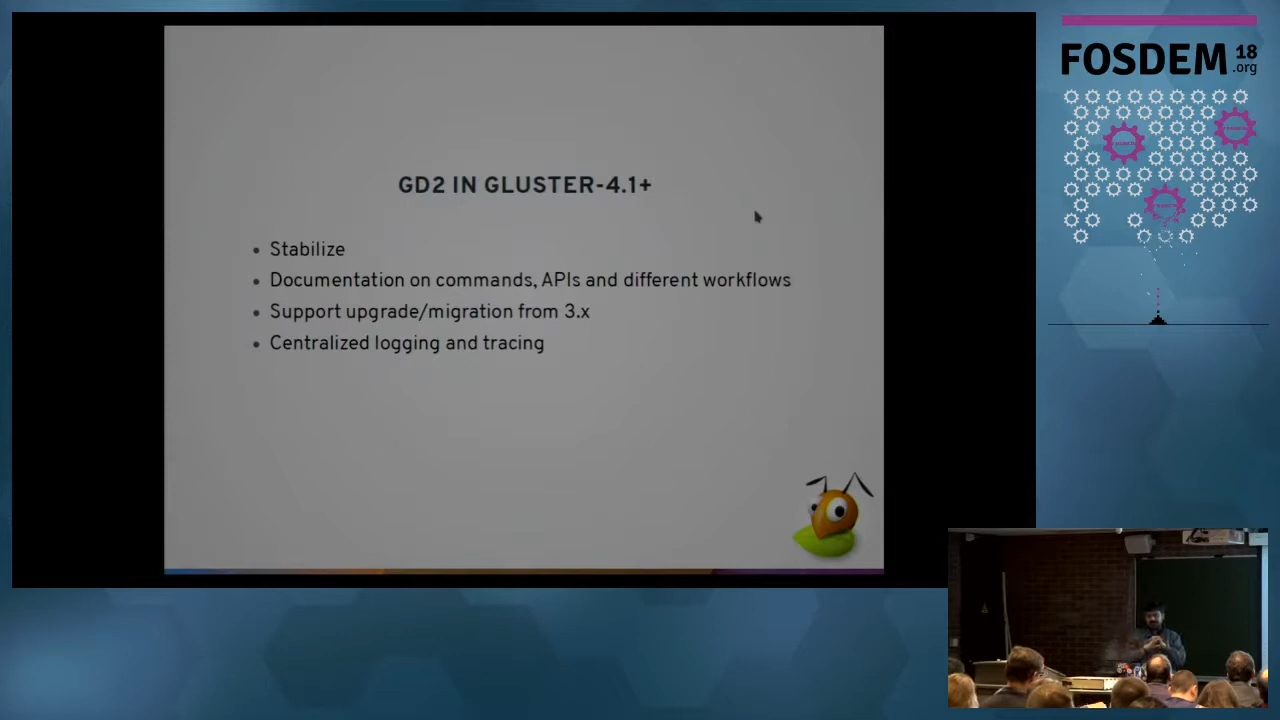 GD2 IN GLUSTER-4.1+
Stabilize
Documentation on commands, APIs and different workflows
Support upgrade/migration from 3.x
Centralized logging and tracing
FOSDEM 18 .org